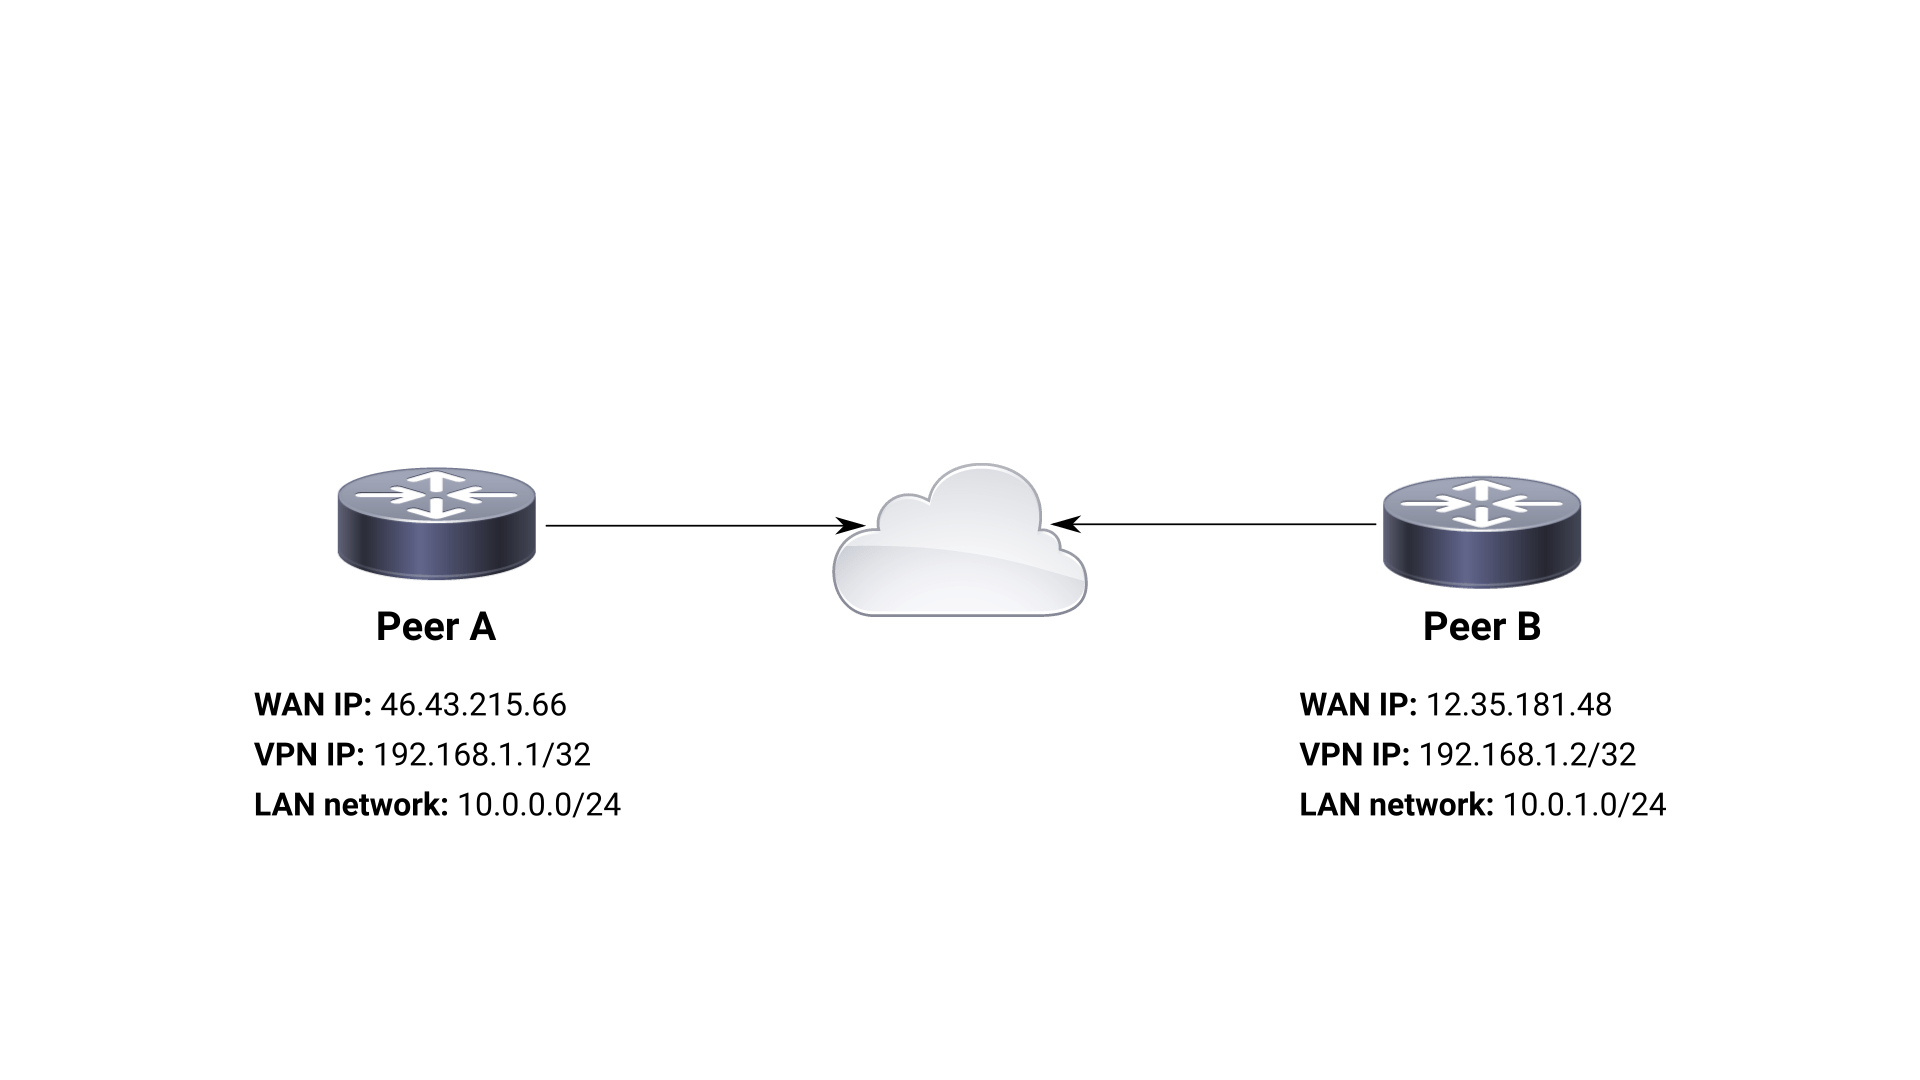 Peer A
WAN IP: 46.43.215.66
VPN IP: 192.168.1.1/32
LAN network: 10.0.0.0/24
Peer B
WAN IP: 12.35.181.48
VPN IP: 192.168.1.2/32
LAN network: 10.0.1.0/24